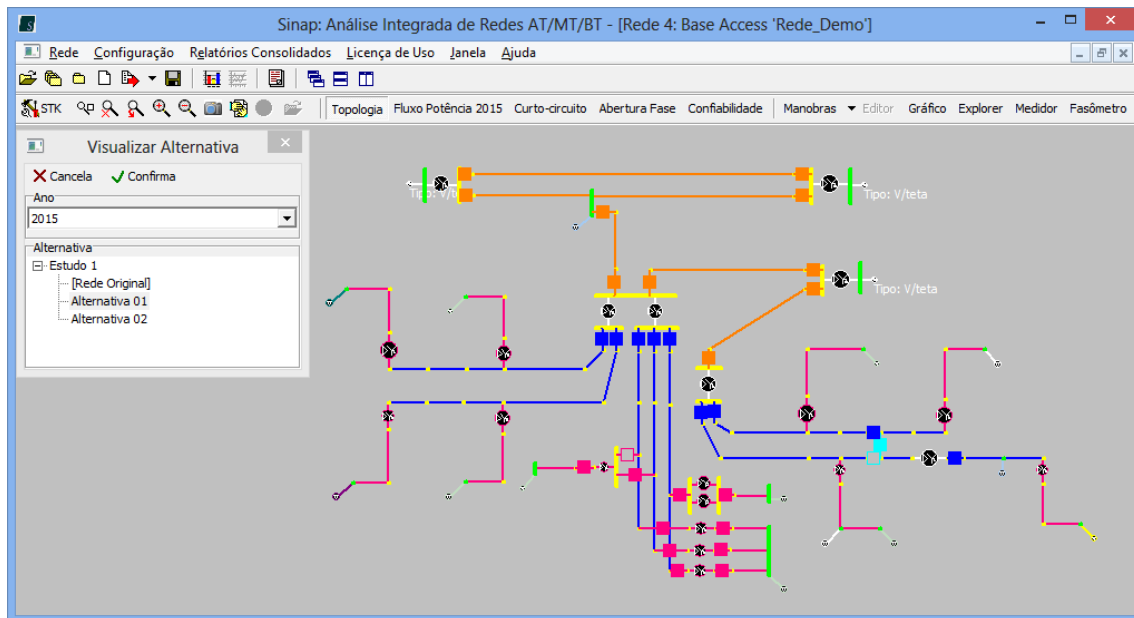 Sinap: Análise Integrada de Redes AT/MT/BT - [Rede 4: Base Access 'Rede_Demo']
Rede Configuração Relatórios Consolidados Licença de Uso Janela Ajuda
STK Topologia Fluxo Potência 2015 Curto-circuito Abertura Fase Confiabilidade Manobras Editor Gráfico Explorer Medidor Fasômetro
Visualizar Alternativa
Cancela Confirma
Ano
2015
Alternativa
Estudo 1
[Rede Original]
Alternativa 01
Alternativa 02
Tipo: V/t
Tipo: V/teta
Tipo: V/teta